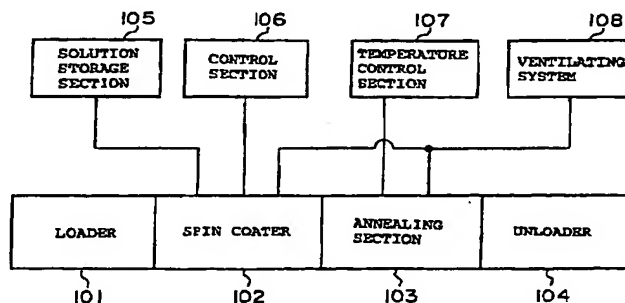 105
106
107
108
SOLUTION
STORAGE
SECTION
CONTROL
SECTION
TEMPERATURE
CONTROL
SECTION
VENTILATING
SYSTEM
LOADER
SPIN COATER
ANNEALING
SECTION
UNLOADER
101
102
103
104